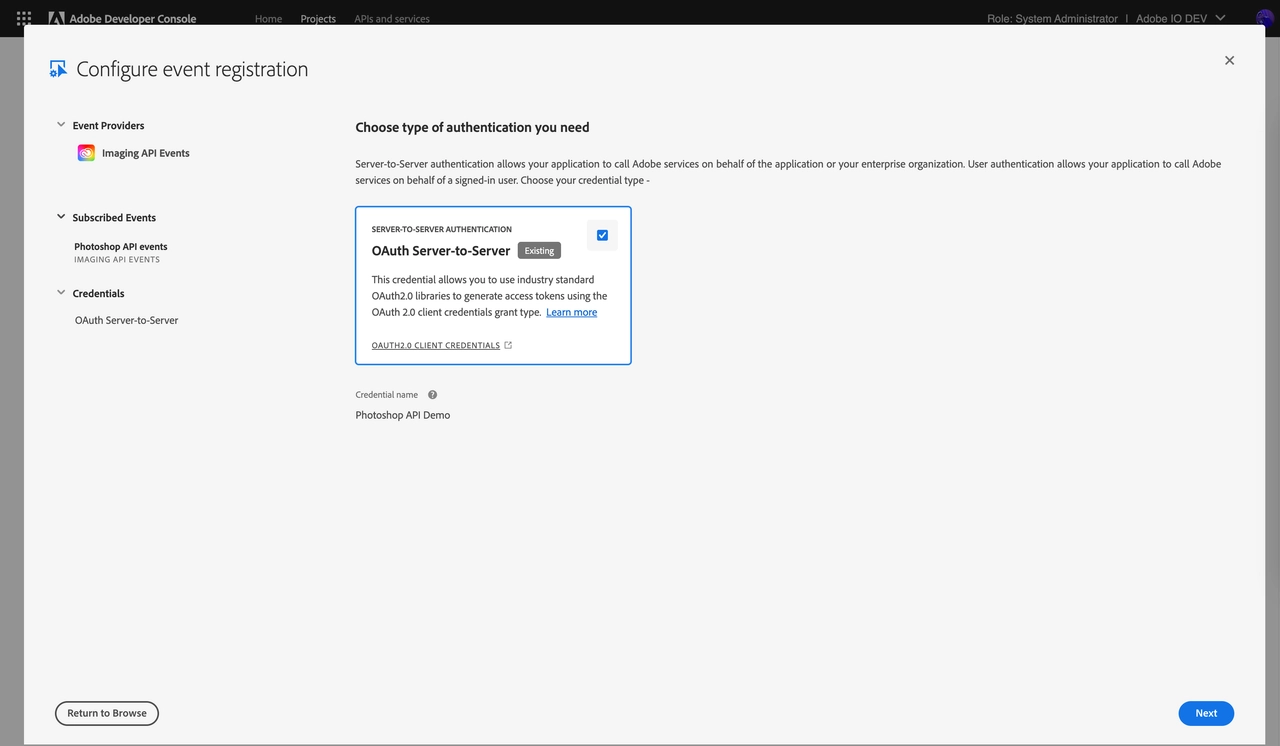 Adobe Developer Console
Home
Projects
APIs and services
Role: System Administrator | Adobe IO DEV
Configure event registration
Event Providers
Imaging API Events
Subscribed Events
Photoshop API events
IMAGING API EVENTS
Credentials
OAuth Server-to-Server
Choose type of authentication you need
Server-to-Server authentication allows your application to call Adobe services on behalf of the application or your enterprise organization. User authentication allows your application to call Adobe
services on behalf of a signed-in user. Choose your credential type -
SERVER-TO-SERVER AUTHENTICATION
OAuth Server-to-Server Existing
This credential allows you to use industry standard
OAuth2.0 libraries to generate access tokens using the
OAuth 2.0 client credentials grant type. Learn more
OAUTH2.0 CLIENT CREDENTIALS
Credential name ?
Photoshop API Demo
Return to Browse
Next